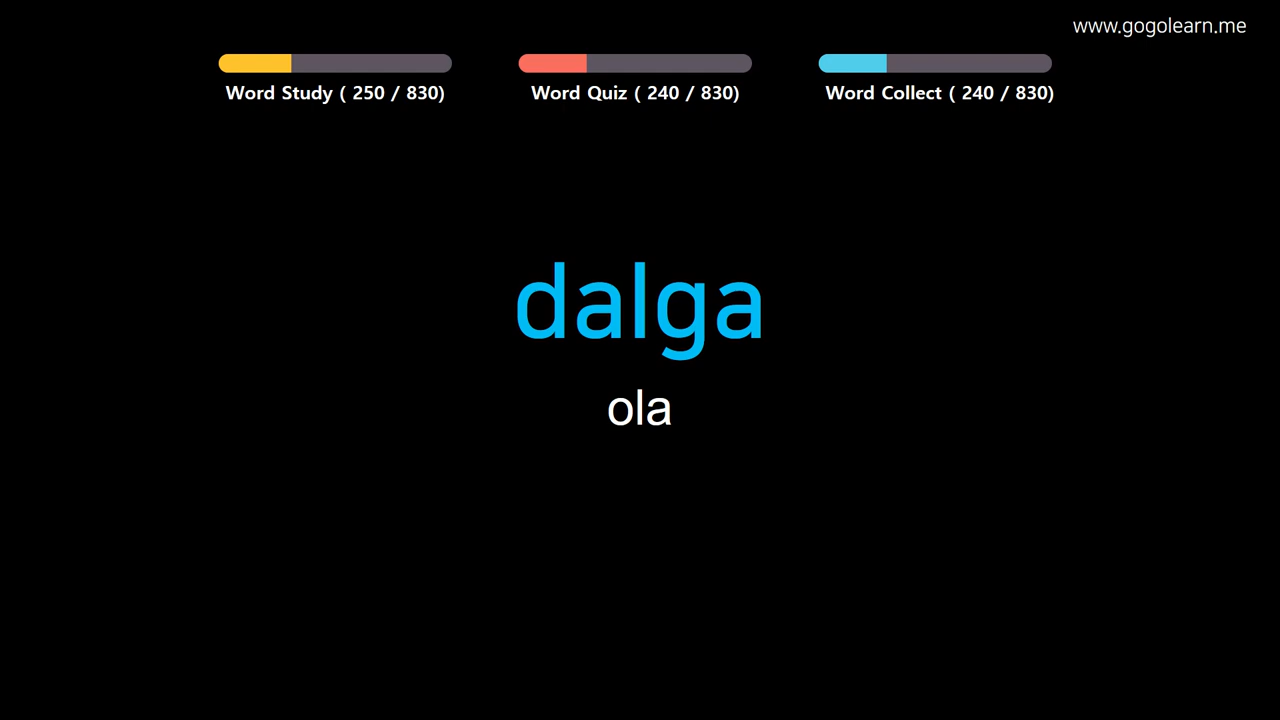 www.gogolearn.me
Word Study ( 250 / 830)
Word Quiz ( 240 / 830)
Word Collect ( 240 / 830)
dalga
ola